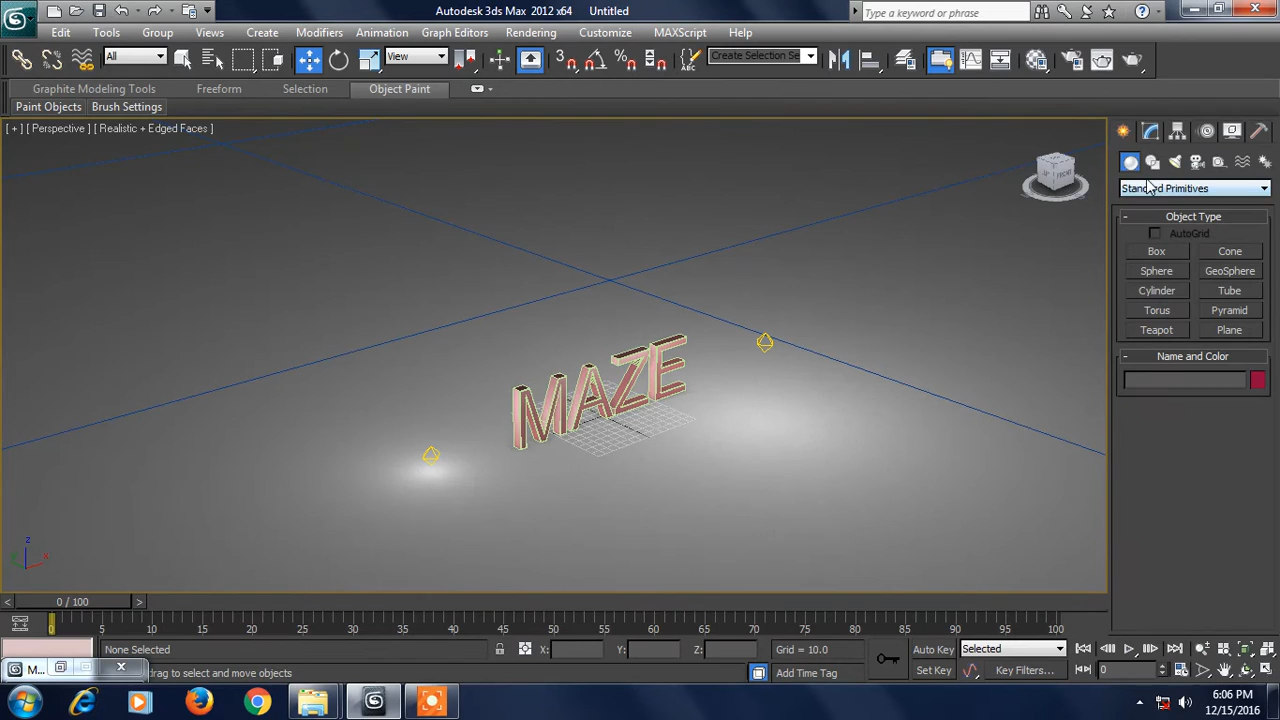 Autodesk 3ds Max 2012 x64 Untitled
Type a keyword or phrase
Edit Tools Group Views Create Modifiers Animation Graph Editors Rendering Customize MAXScript Help
All
View
3
Create Selection Se
Graphite Modeling Tools Freeform Selection Object Paint
Paint Objects Brush Settings
[ + ] [ Perspective ] [ Realistic + Edged Faces ]
FRONT
Standard Primitives
Object Type
AutoGrid
Box Cone
Sphere GeoSphere
Cylinder Tube
Torus Pyramid
Teapot Plane
Name and Color
MAZE
z
x
0 / 100
0 5 10 15 20 25 30 35 40 45 50 55 60 65 70 75 80 85 90 95 100
None Selected X: Y: Z: Grid = 10.0 Auto Key Selected
M... drag to select and move objects Add Time Tag Set Key Key Filters... 0
6:06 PM
12/15/2016